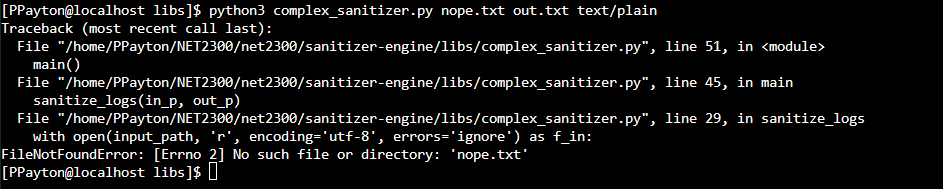 [PPayton@localhost libs]$ python3 complex_sanitizer.py nope.txt out.txt text/plain
Traceback (most recent call last):
  File "/home/PPayton/NET2300/net2300/sanitizer-engine/libs/complex_sanitizer.py", line 51, in <module>
    main()
  File "/home/PPayton/NET2300/net2300/sanitizer-engine/libs/complex_sanitizer.py", line 45, in main
    sanitize_logs(in_p, out_p)
  File "/home/PPayton/NET2300/net2300/sanitizer-engine/libs/complex_sanitizer.py", line 29, in sanitize_logs
    with open(input_path, 'r', encoding='utf-8', errors='ignore') as f_in:
FileNotFoundError: [Errno 2] No such file or directory: 'nope.txt'
[PPayton@localhost libs]$